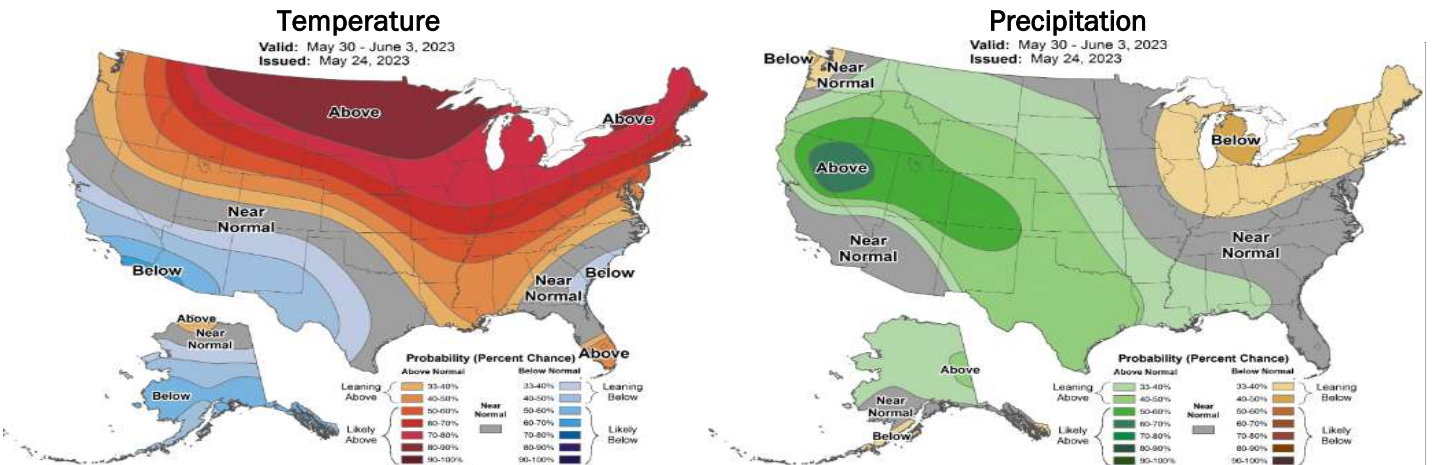 Temperature
Valid: May 30 - June 3, 2023
Issued: May 24, 2023
Above
Above
Near
Normal
Below
Below
Near
Normal
Above
Above
Near
Normal
Below
Probability (Percent Chance)
Above Normal
Below Normal
Leaning
Above
33-40%
40-50%
Likely
Above
50-60%
60-70%
70-80%
80-90%
90-100%
Near
Normal
33-40%
40-50%
Leaning
Below
50-60%
60-70%
70-80%
80-90%
90-100%
Likely
Below
Precipitation
Valid: May 30 - June 3, 2023
Issued: May 24, 2023
Below
Near
Normal
Above
Below
Near
Normal
Near
Normal
Above
Near
Normal
Below
Probability (Percent Chance)
Above Normal
Below Normal
Leaning
Above
33-40%
40-50%
Likely
Above
50-60%
60-70%
70-80%
80-90%
90-100%
Near
Normal
33-40%
40-50%
Leaning
Below
50-60%
60-70%
70-80%
80-90%
90-100%
Likely
Below